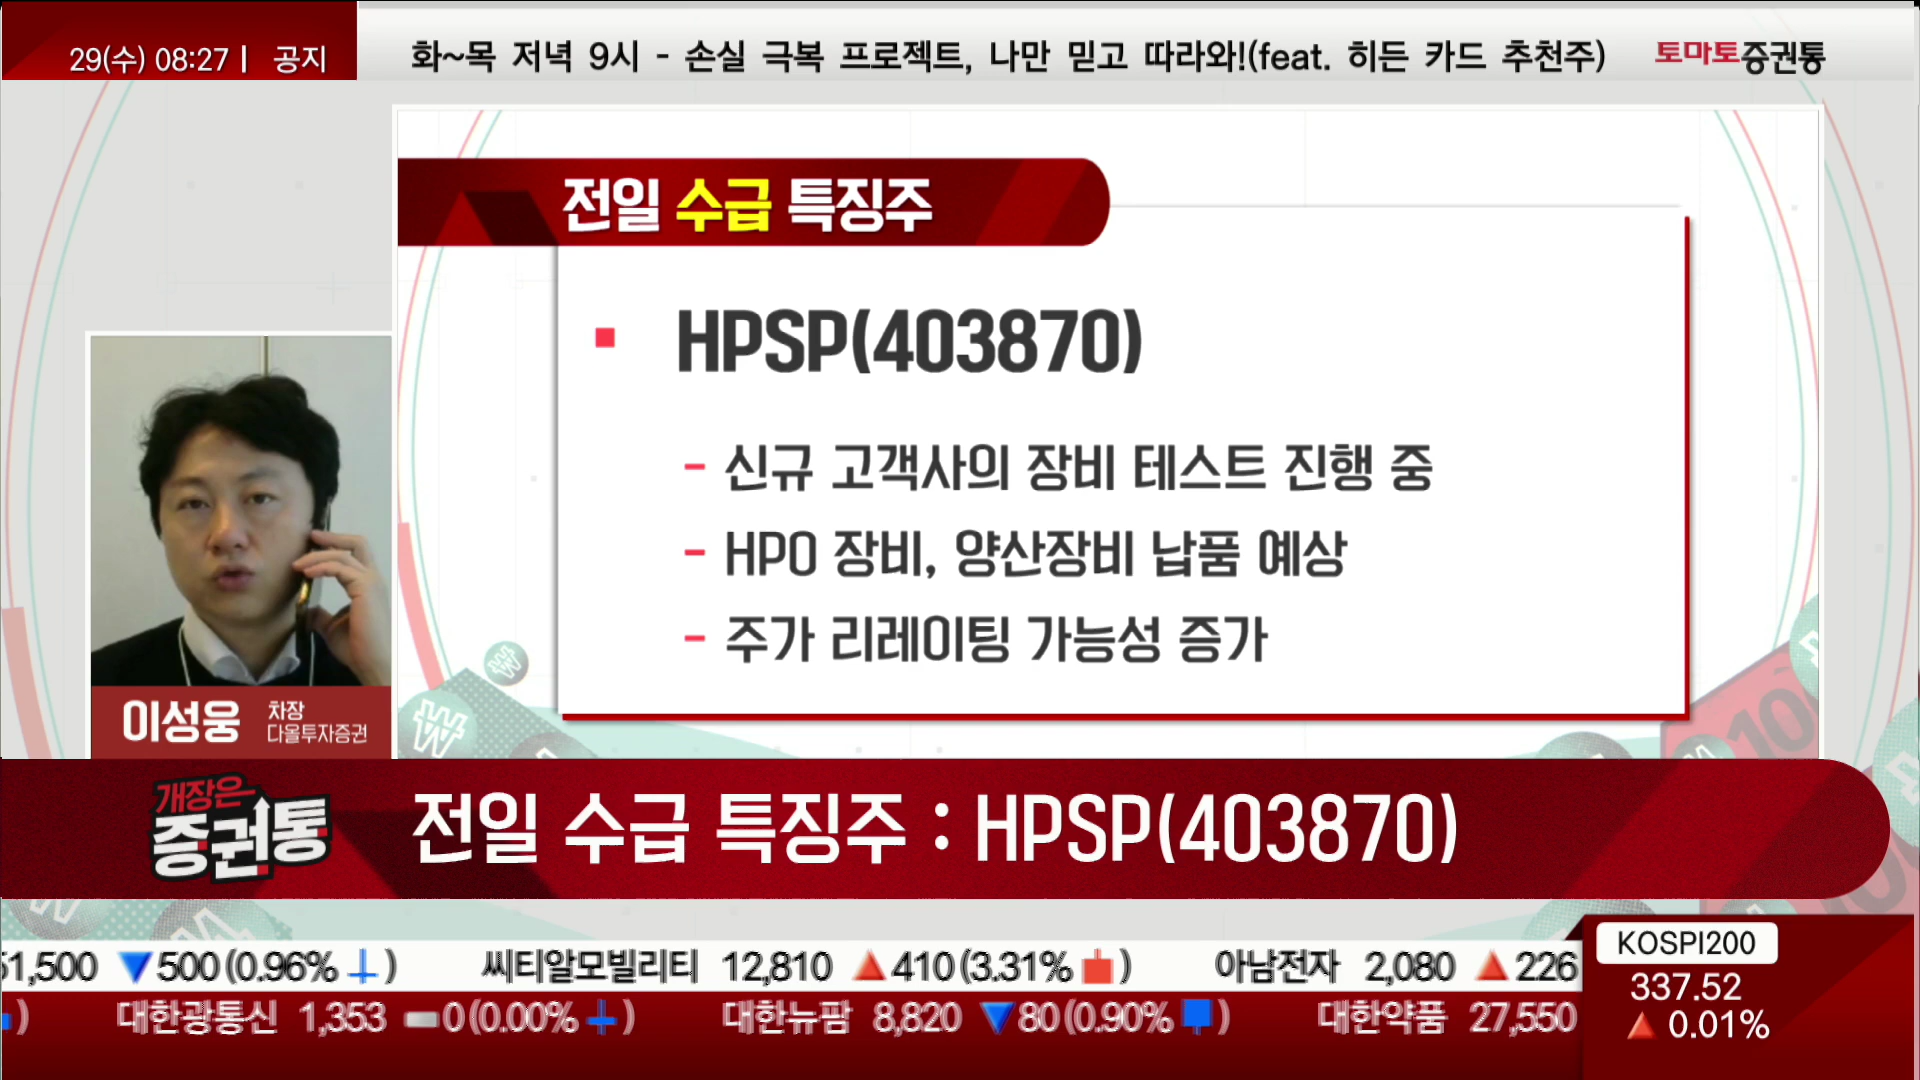 29(수) 08:27 | 공지
화~목 저녁 9시 - 손실 극복 프로젝트, 나만 믿고 따라와!(feat. 히든 카드 추천주)
토마토증권통
전일 수급 특징주
HPSP(403870)
- 신규 고객사의 장비 테스트 진행 중
- HPO 장비, 양산장비 납품 예상
- 주가 리레이팅 가능성 증가
이성웅 차장
다올투자증권
개장은
증권통
전일 수급 특징주 : HPSP(403870)
51,500 ▼500(0.96% ) 씨티알모빌리티 12,810 ▲410(3.31% ) 아남전자 2,080 ▲226
) 대한광통신 1,353 0(0.00% ) 대한뉴팜 8,820 ▼80(0.90% ) 대한약품 27,550
KOSPI200
337.52
▲ 0.01%